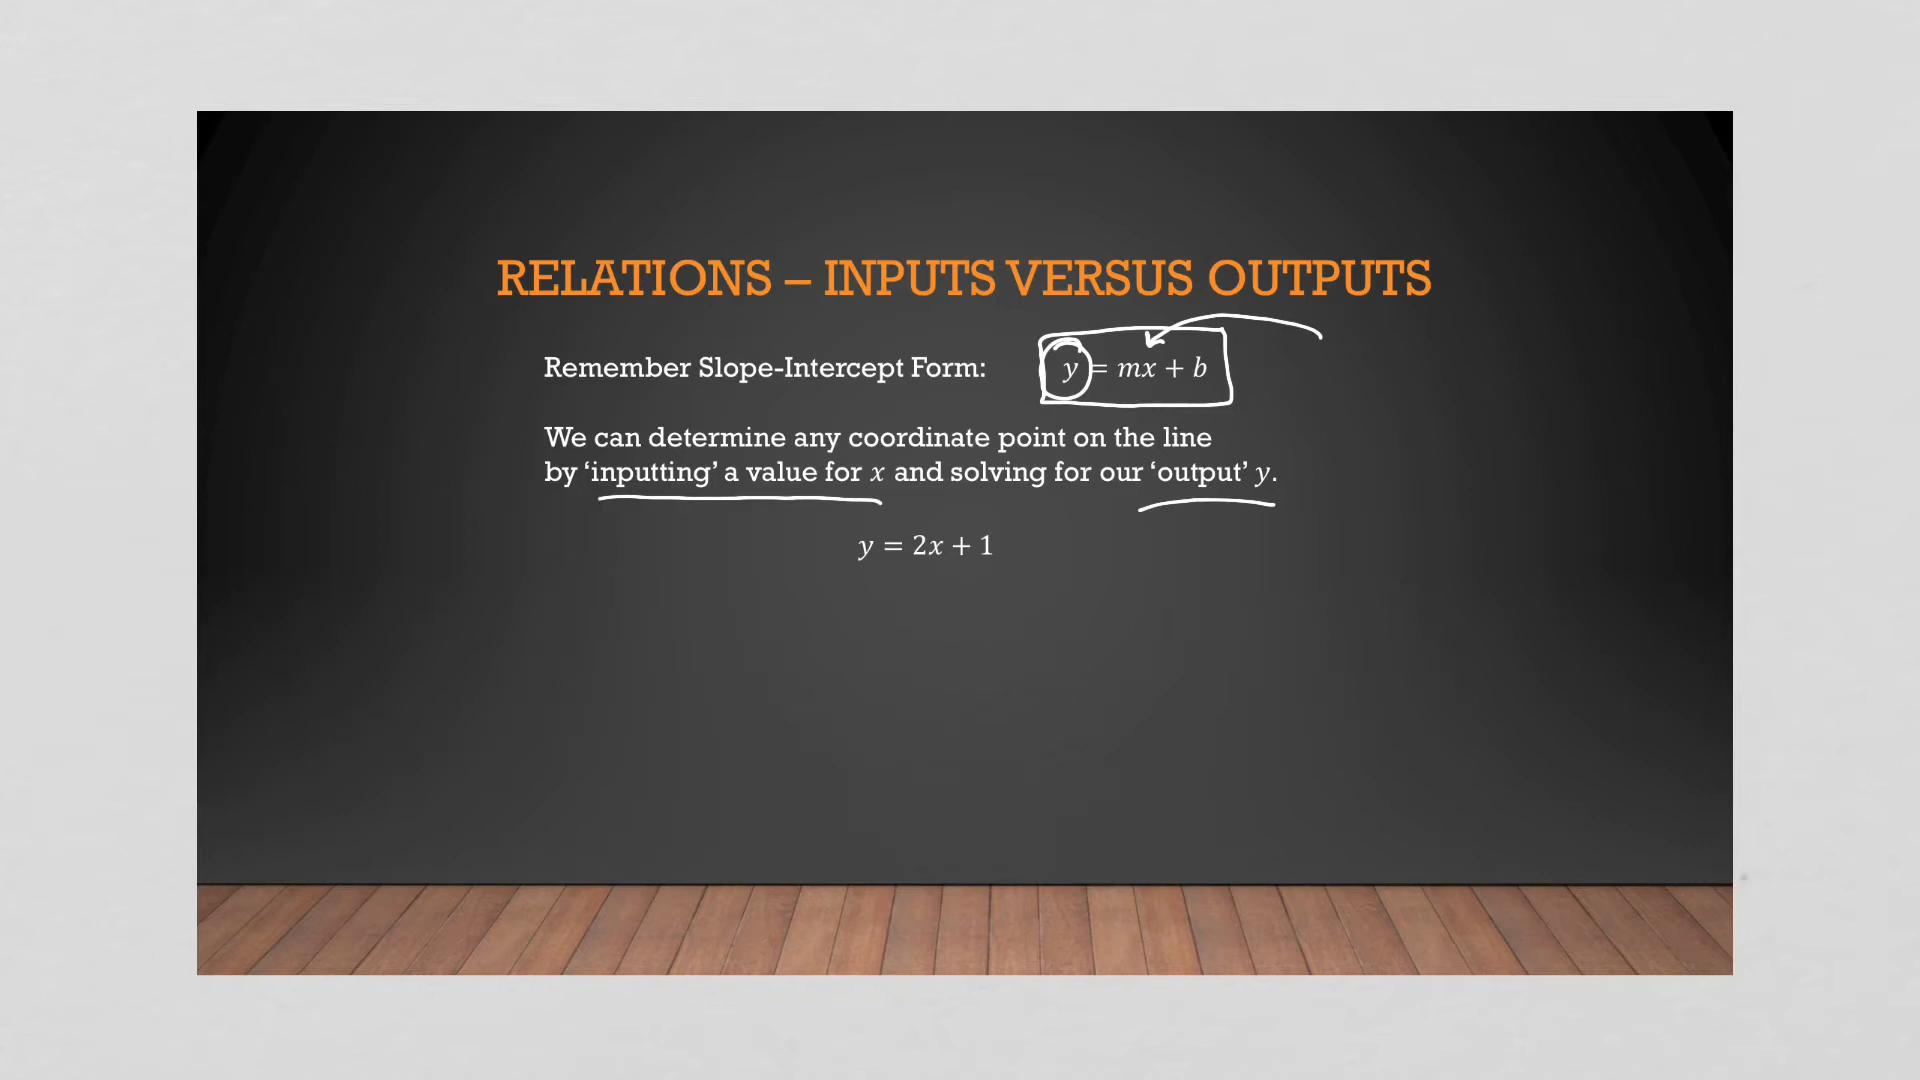 RELATIONS – INPUTS VERSUS OUTPUTS
Remember Slope-Intercept Form: y = mx + b
We can determine any coordinate point on the line
by ‘inputting’ a value for x and solving for our ‘output’ y.
y = 2x + 1